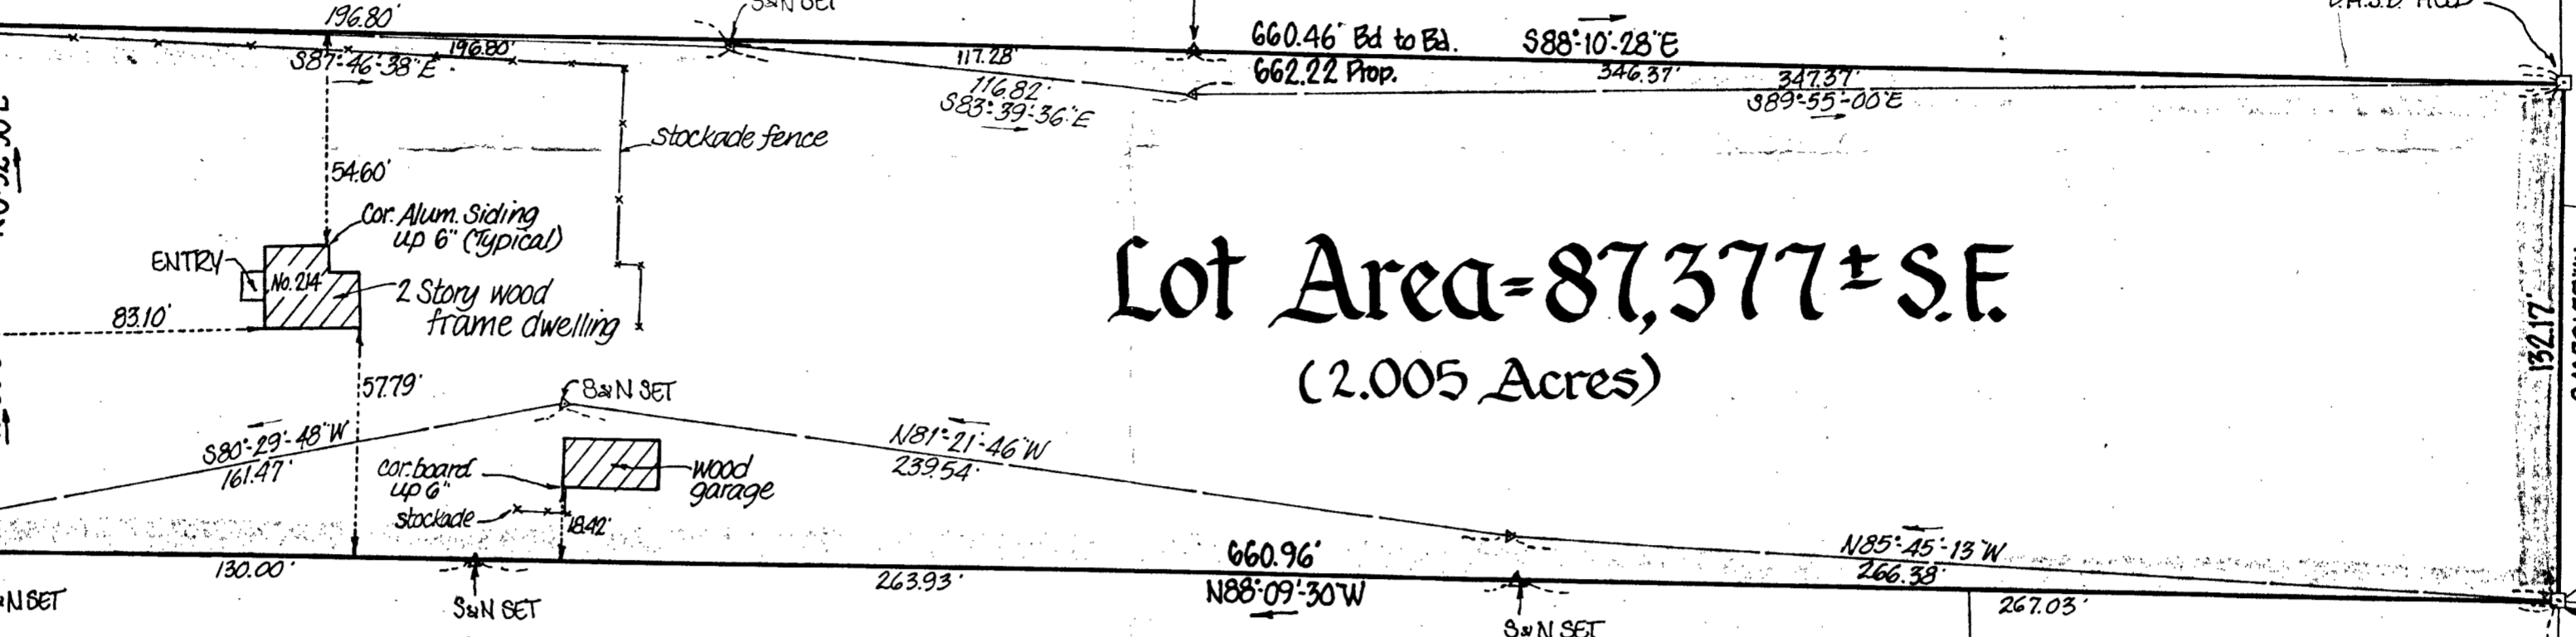 196.80'
S&N SET
196.80'
S87°-46'-38"E
117.28'
116.82'
S83°-39'-36"E
660.46' Bd to Bd. S88°-10'-28"E
662.22 Prop.
346.37'
347.37'
S89°-55'-00"E
stockade fence
54.60'
Cor. Alum. Siding
up 6" (Typical)
ENTRY
No. 214
2 Story wood
frame dwelling
83.10'
Lot Area=87,377± S.F.
(2.005 Acres)
132.17'
57.79'
S&N SET
S80°-29'-48"W
161.47'
N81°-21'-46"W
239.54'
cor. board
up 6"
wood
garage
stockade
18.42'
660.96'
N88°-09'-30"W
N85°-45'-13"W
266.38'
130.00'
263.93'
267.03'
N SET
S&N SET
S&N SET